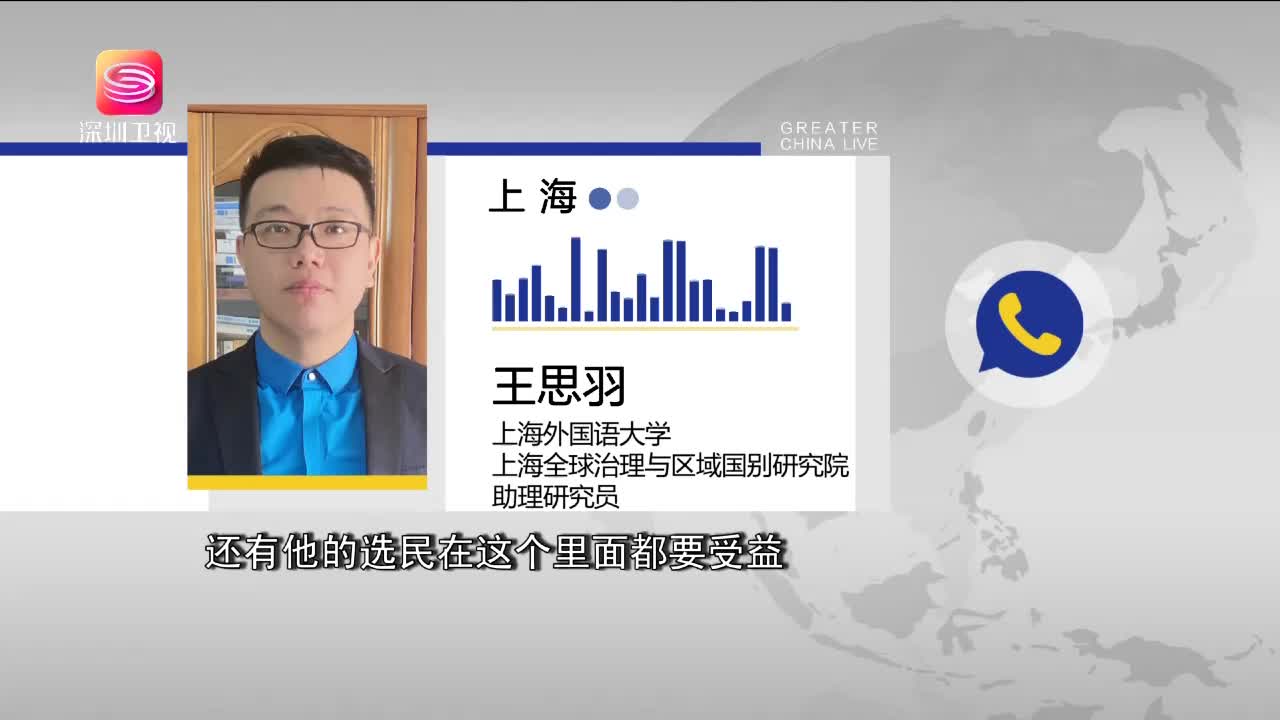 深圳卫视
GREATER
CHINA LIVE
上海
王思羽
上海外国语大学
上海全球治理与区域国别研究院
助理研究员
还有他的选民在这个里面都要受益